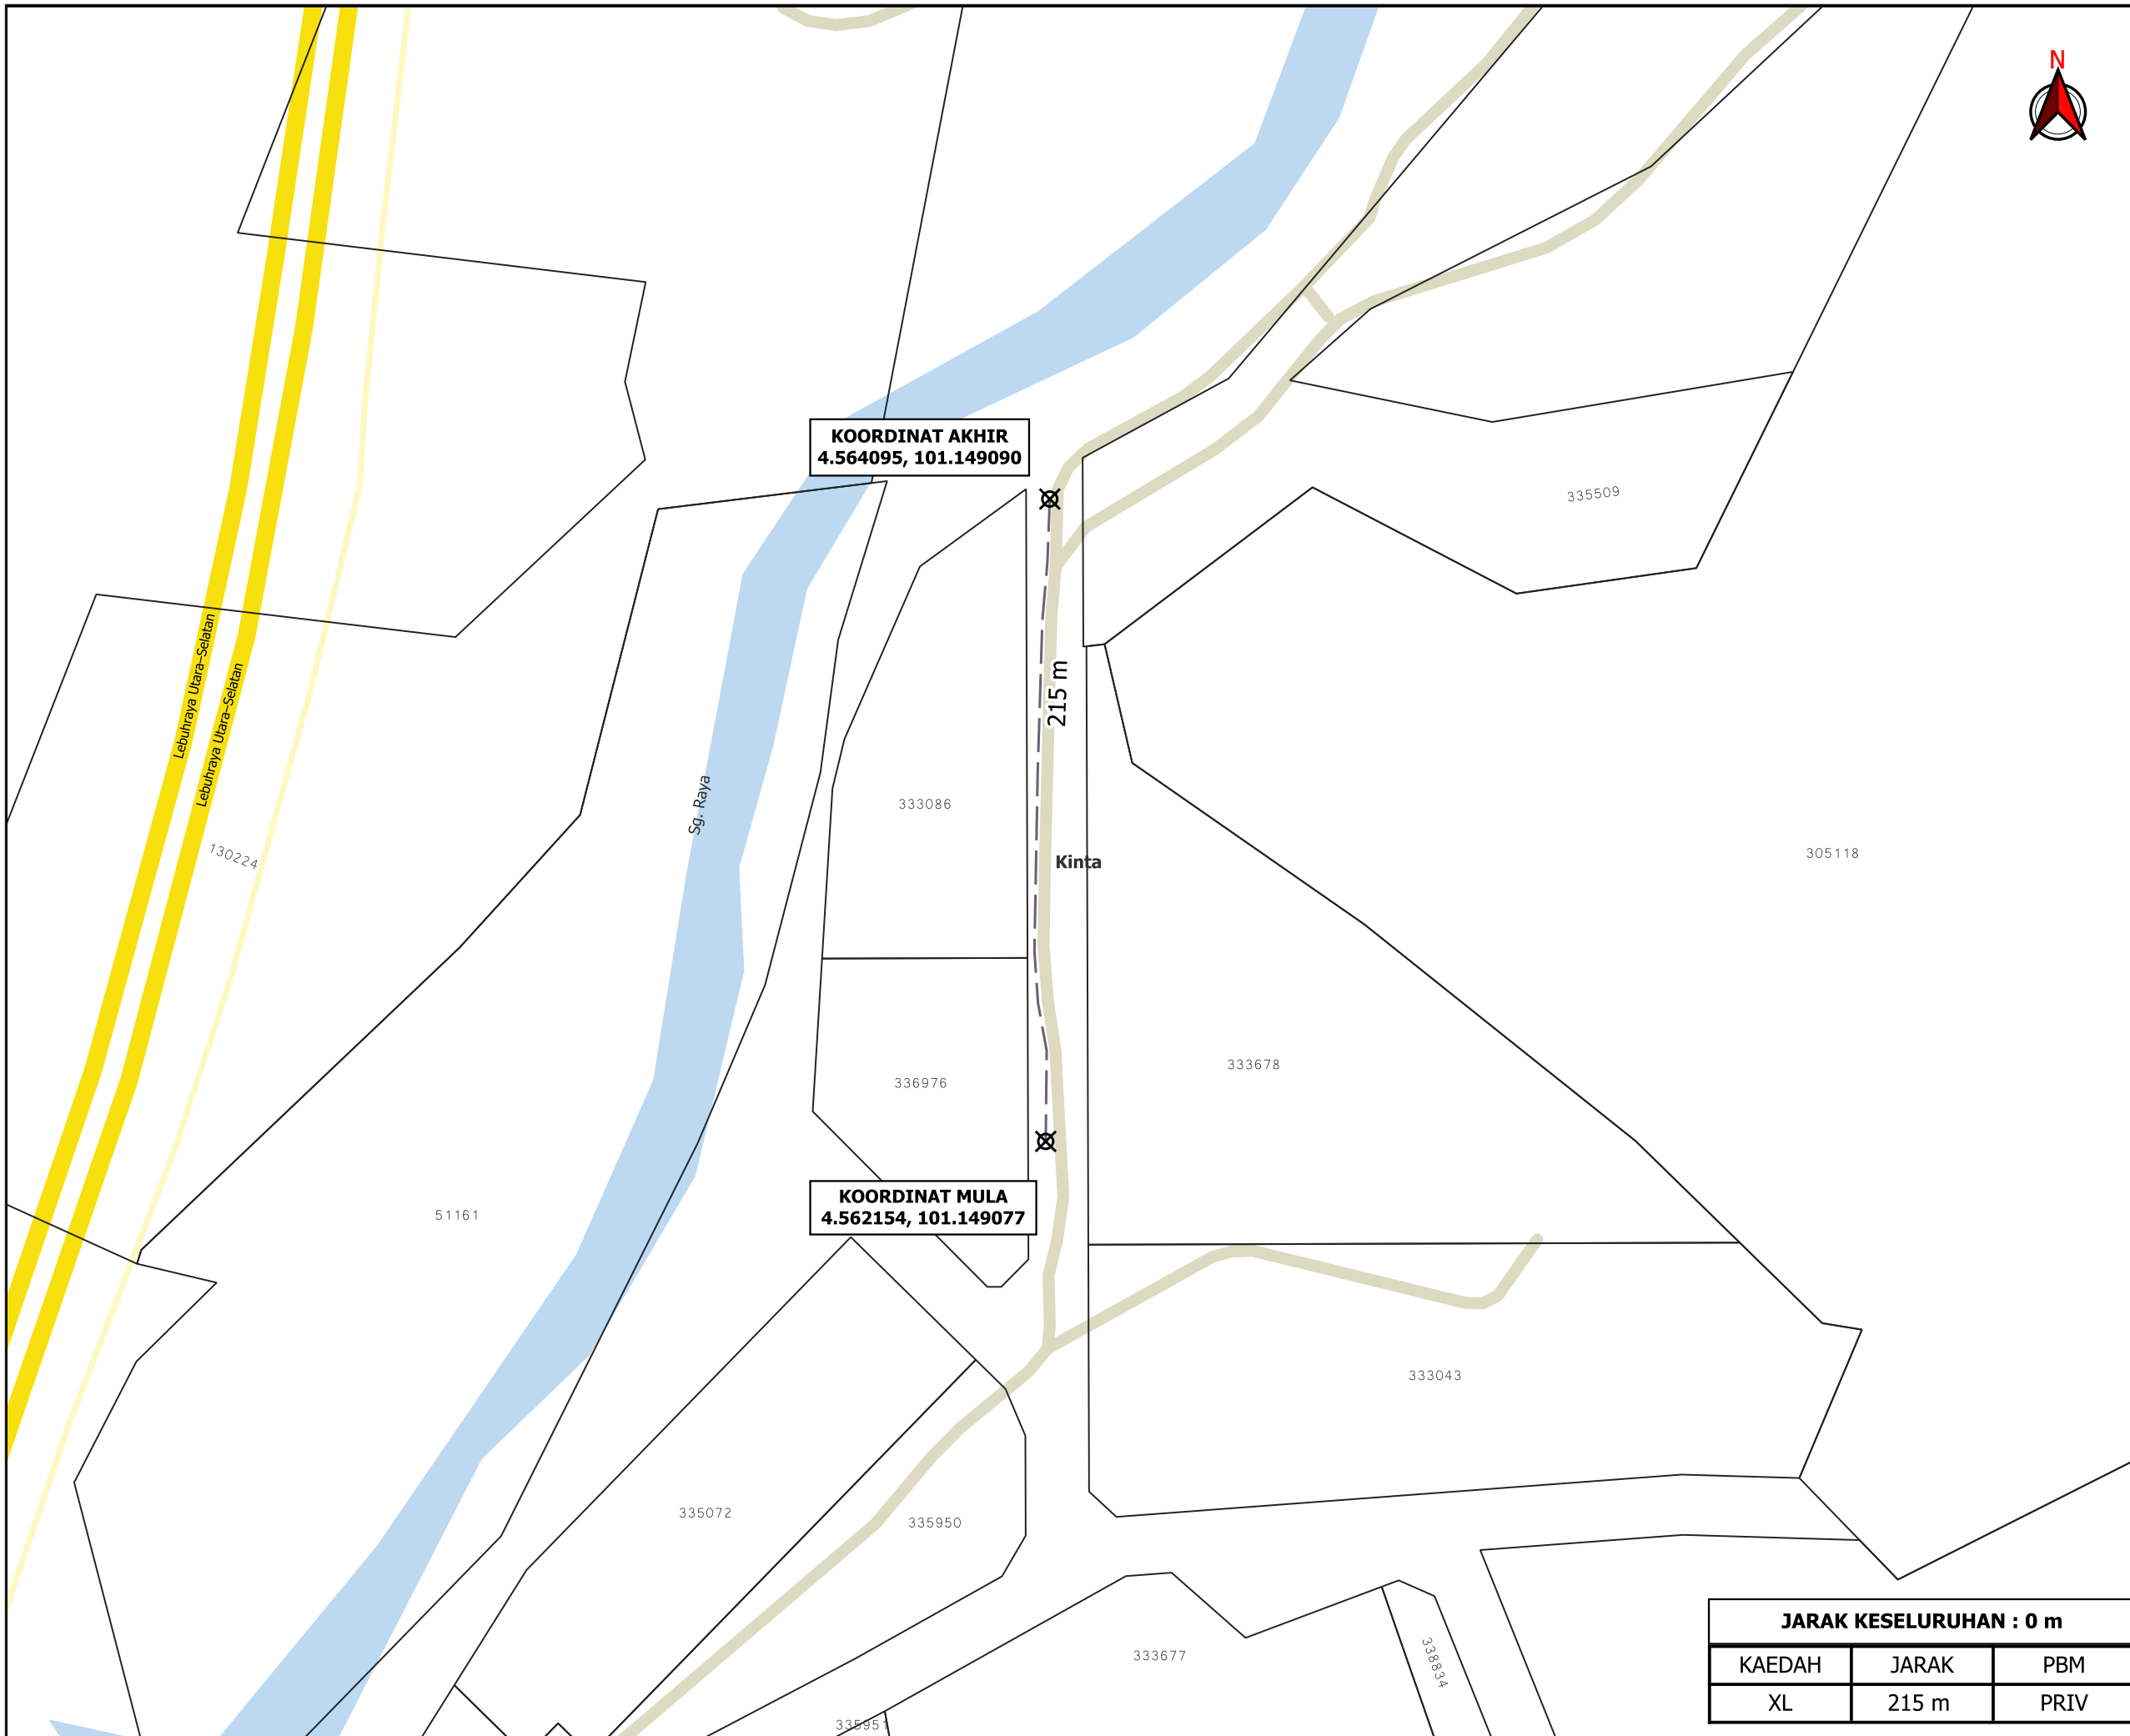 N
KOORDINAT AKHIR
4.564095, 101.149090
335509
Lebuhraya Utara-Selatan
Lebuhraya Utara-Selatan
215 m
Sg. Raya
333086
130224
Kinta
305118
333678
336976
KOORDINAT MULA
4.562154, 101.149077
51161
333043
335072
335950
333677
338834
335951
JARAK KESELURUHAN : 0 m
KAEDAH JARAK PBM
XL 215 m PRIV